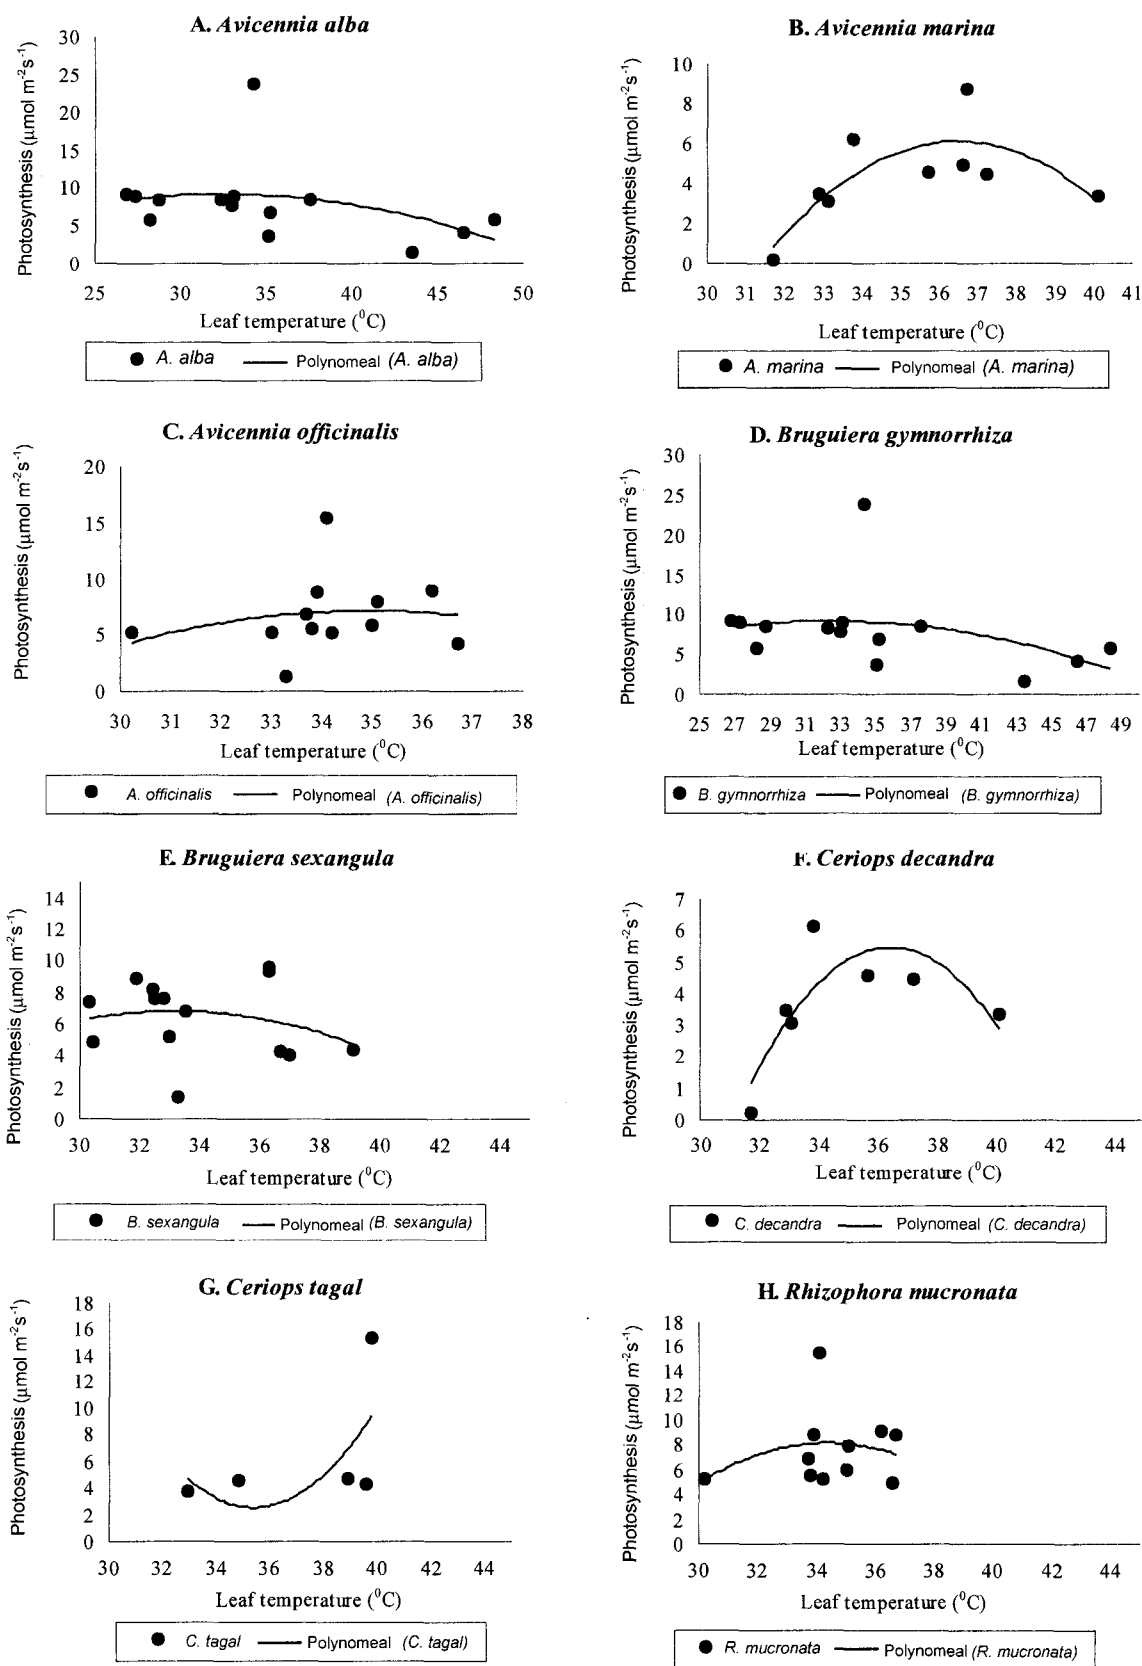 A. Avicennia alba
Photosynthesis (μmol m⁻²s⁻¹)
30
25
20
15
10
5
0
25 30 35 40 45 50
Leaf temperature (⁰C)
A. alba Polynomeal (A. alba)
B. Avicennia marina
Photosynthesis (μmol m⁻²s⁻¹)
10
8
6
4
2
0
30 31 32 33 34 35 36 37 38 39 40 41
Leaf temperature (⁰C)
A. marina Polynomeal (A. marina)
C. Avicennia officinalis
Photosynthesis (μmol m⁻²s⁻¹)
20
15
10
5
0
30 31 32 33 34 35 36 37 38
Leaf temperature (⁰C)
A. officinalis Polynomeal (A. officinalis)
D. Bruguiera gymnorrhiza
Photosynthesis (μmol m⁻²s⁻¹)
30
25
20
15
10
5
0
25 27 29 31 33 35 37 39 41 43 45 47 49
Leaf temperature (⁰C)
B. gymnorrhiza Polynomeal (B. gymnorrhiza)
E. Bruguiera sexangula
Photosynthesis (μmol m⁻²s⁻¹)
14
12
10
8
6
4
2
0
30 32 34 36 38 40 42 44
Leaf temperature (⁰C)
B. sexangula Polynomeal (B. sexangula)
F. Ceriops decandra
Photosynthesis (μmol m⁻²s⁻¹)
7
6
5
4
3
2
1
0
30 32 34 36 38 40 42 44
Leaf temperature (⁰C)
C. decandra Polynomeal (C. decandra)
G. Ceriops tagal
Photosynthesis (μmol m⁻²s⁻¹)
18
16
14
12
10
8
6
4
2
0
30 32 34 36 38 40 42 44
Leaf temperature (⁰C)
C. tagal Polynomeal (C. tagal)
H. Rhizophora mucronata
Photosynthesis (μmol m⁻²s⁻¹)
18
16
14
12
10
8
6
4
2
0
30 32 34 36 38 40 42 44
Leaf temperature (⁰C)
R. mucronata Polynomeal (R. mucronata)